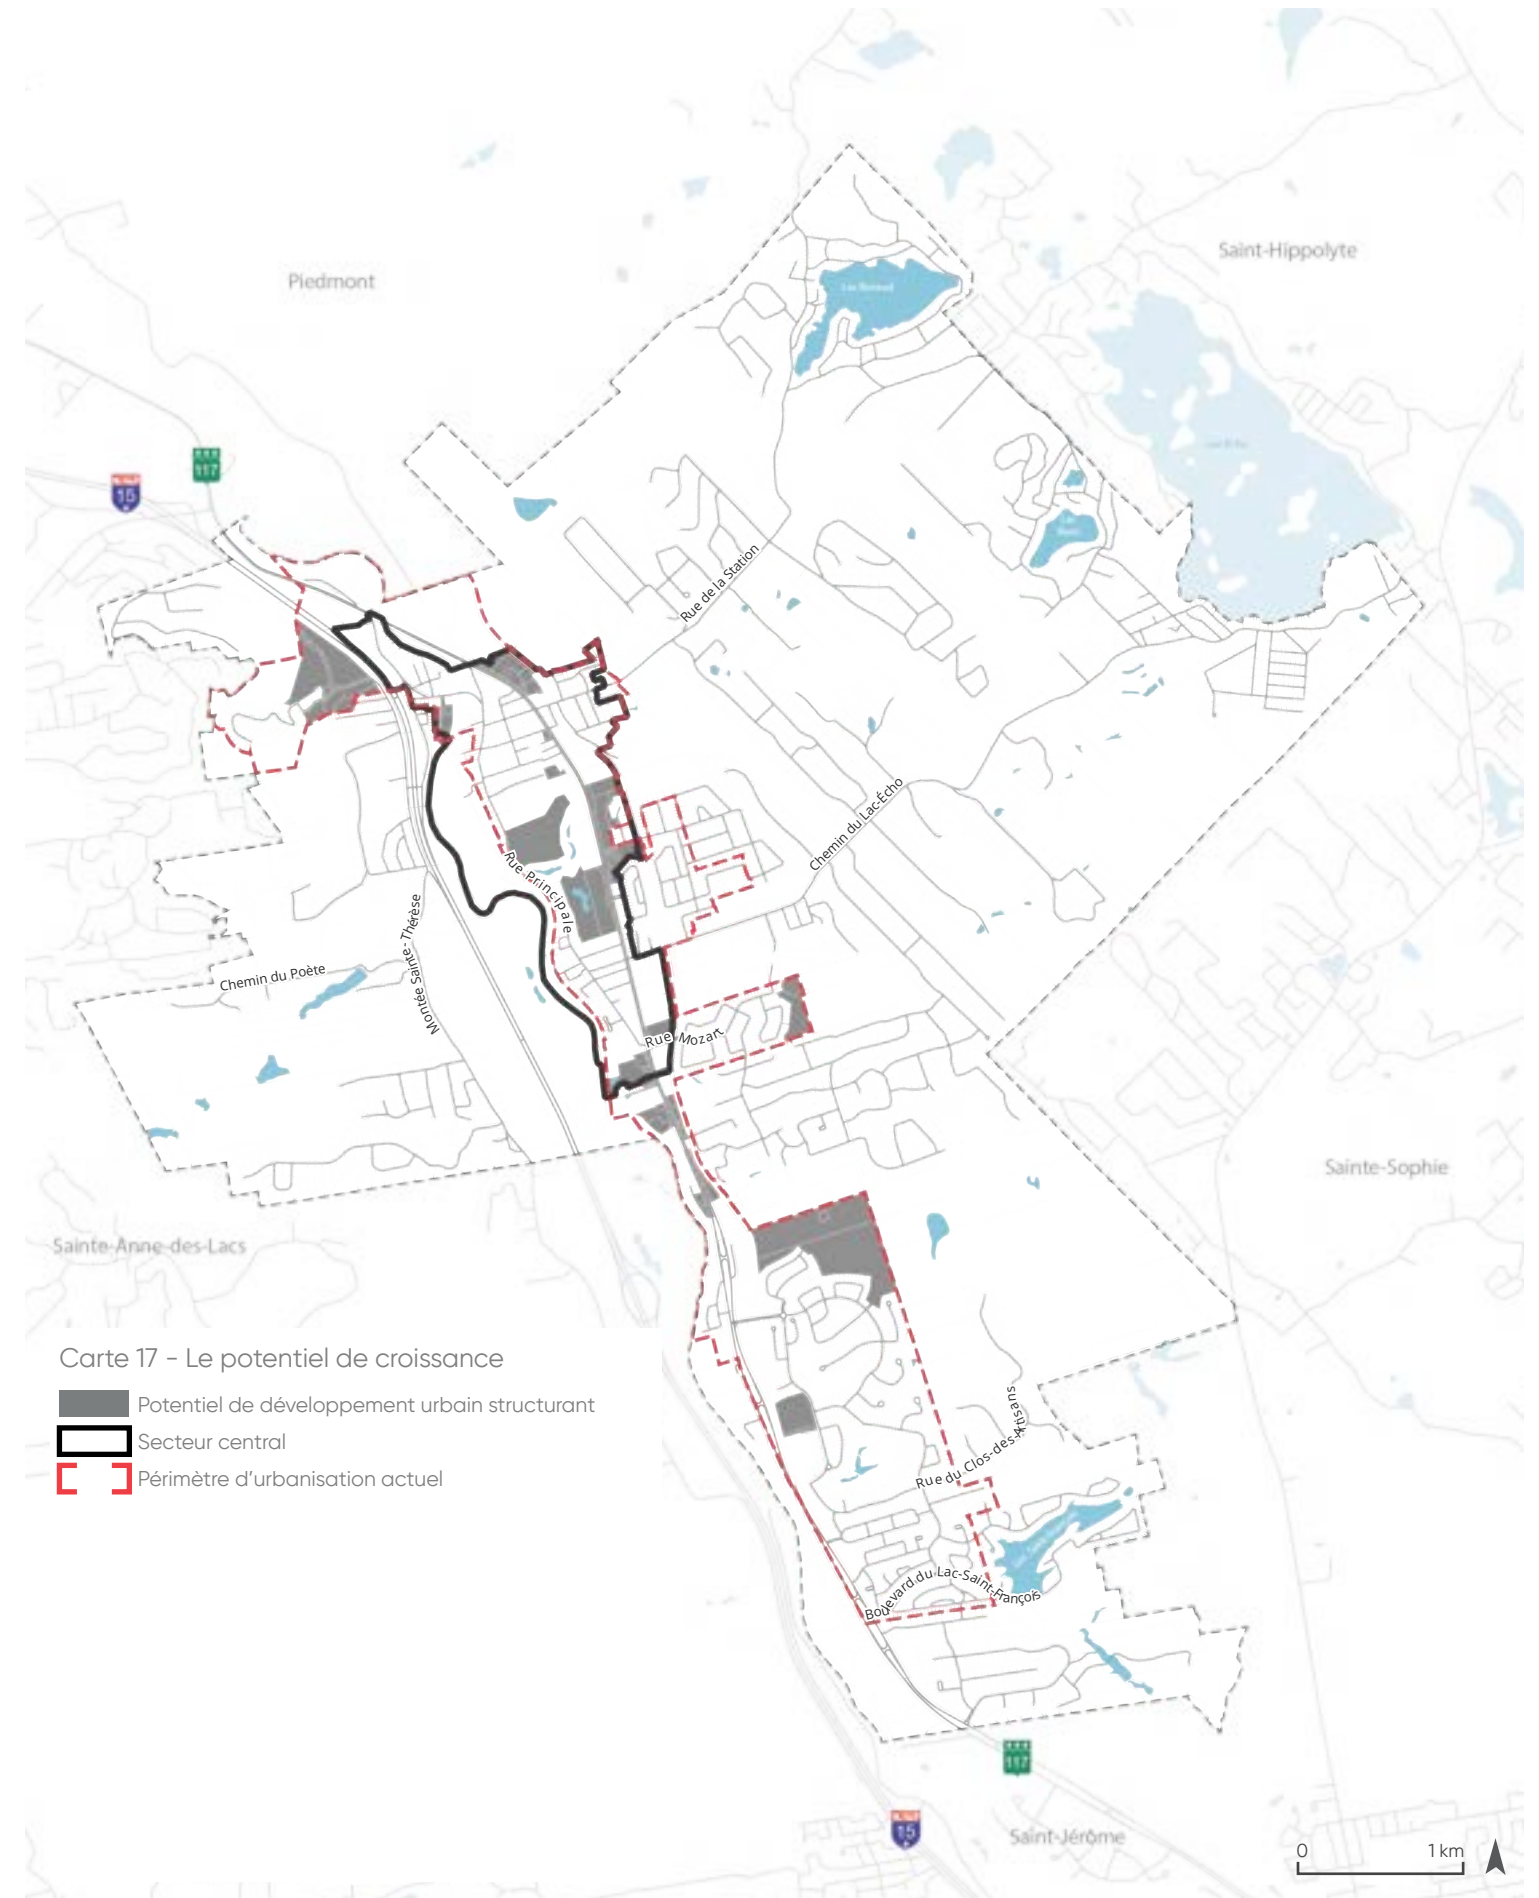 Saint-Hippolyte
Piedmont
Lac Renaud
117
15
Rue de la Station
Chemin du Lac-Écho
Rue Principale
Montée Sainte-Thérèse
Chemin du Poète
Rue Mozart
Sainte-Sophie
Sainte-Anne-des-Lacs
Carte 17 - Le potentiel de croissance
Potentiel de développement urbain structurant
Secteur central
Périmètre d'urbanisation actuel
Rue du Clos-des-Artisans
Boulevard du Lac-Saint-François
117
15
Saint-Jérôme
0 1 km